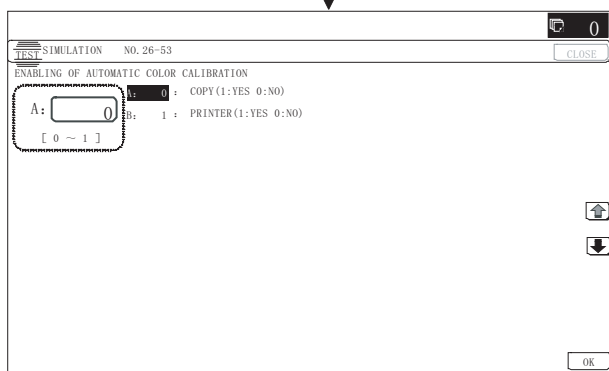 0
TEST SIMULATION NO.26-53
CLOSE
ENABLING OF AUTOMATIC COLOR CALIBRATION
A: 0
[ 0 ~ 1 ]
A: 0 : COPY(1:YES 0:NO)
B: 1 : PRINTER(1:YES 0:NO)
OK